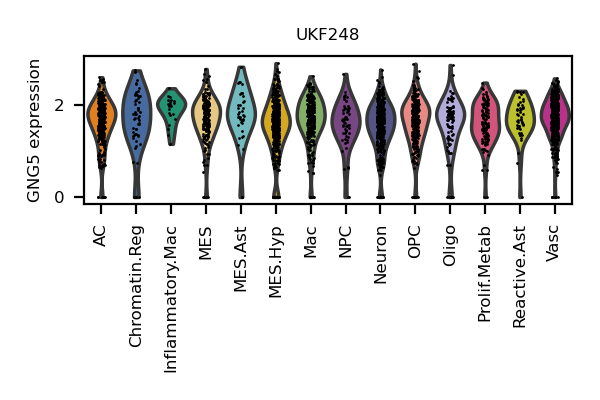 UKF248
GNG5 expression
2
0
AC
Chromatin.Reg
Inflammatory.Mac
MES
MES.Ast
MES.Hyp
Mac
NPC
Neuron
OPC
Oligo
Prolif.Metab
Reactive.Ast
Vasc